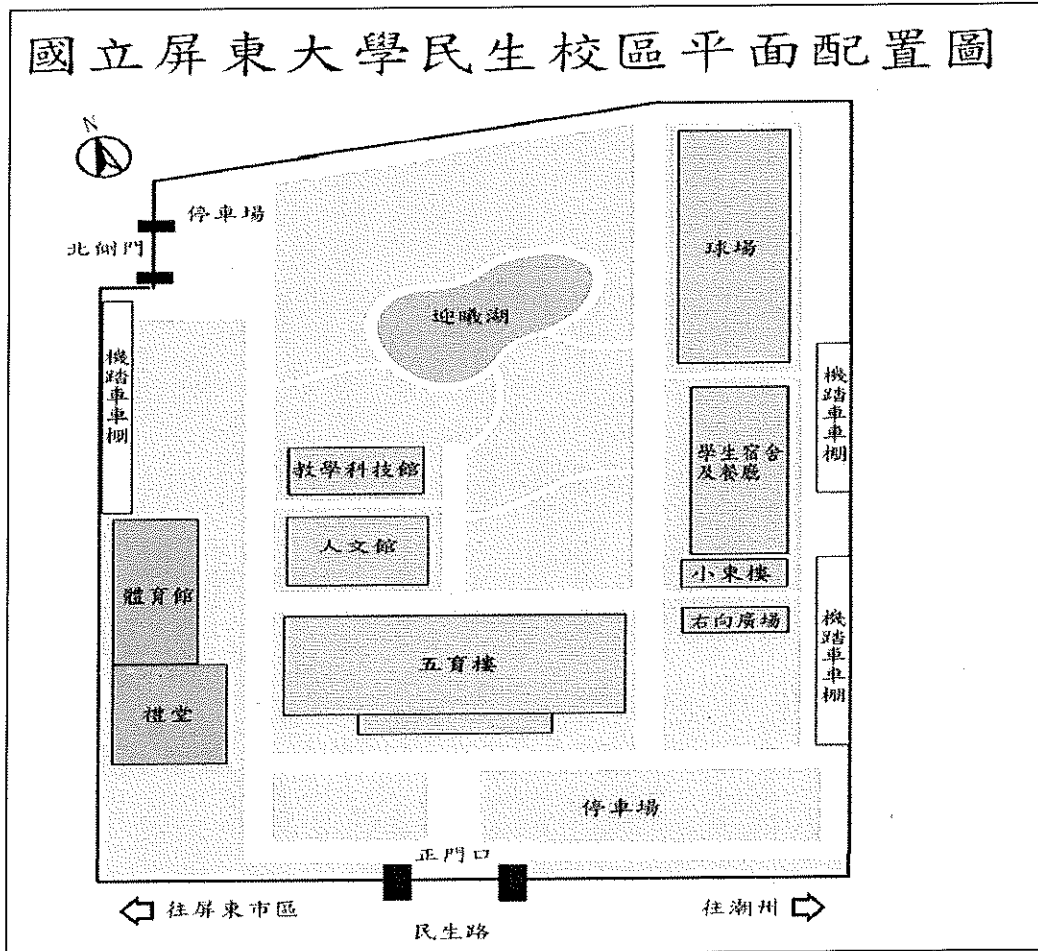 國立屏東大學民生校區平面配置圖
N
停車場
北側門
球場
迎曦湖
機踏車車棚
機踏車車棚
學生宿舍
及餐廳
教學科技館
人文館
小東樓
體育館
右向廣場
機踏車車棚
五育樓
禮堂
停車場
正門口
往屏東市區
往潮州
民生路